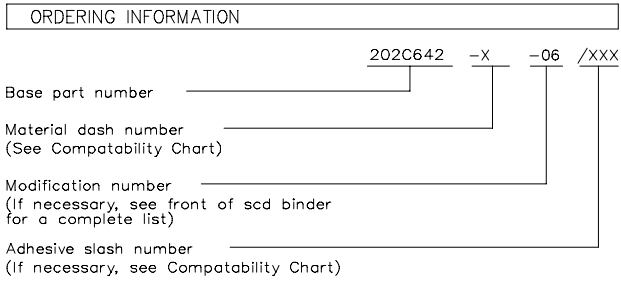 ORDERING INFORMATION
202C642 -X -06 /XXX
Base part number
Material dash number
(See Compatability Chart)
Modification number
(If necessary, see front of scd binder
for a complete list)
Adhesive slash number
(If necessary, see Compatability Chart)